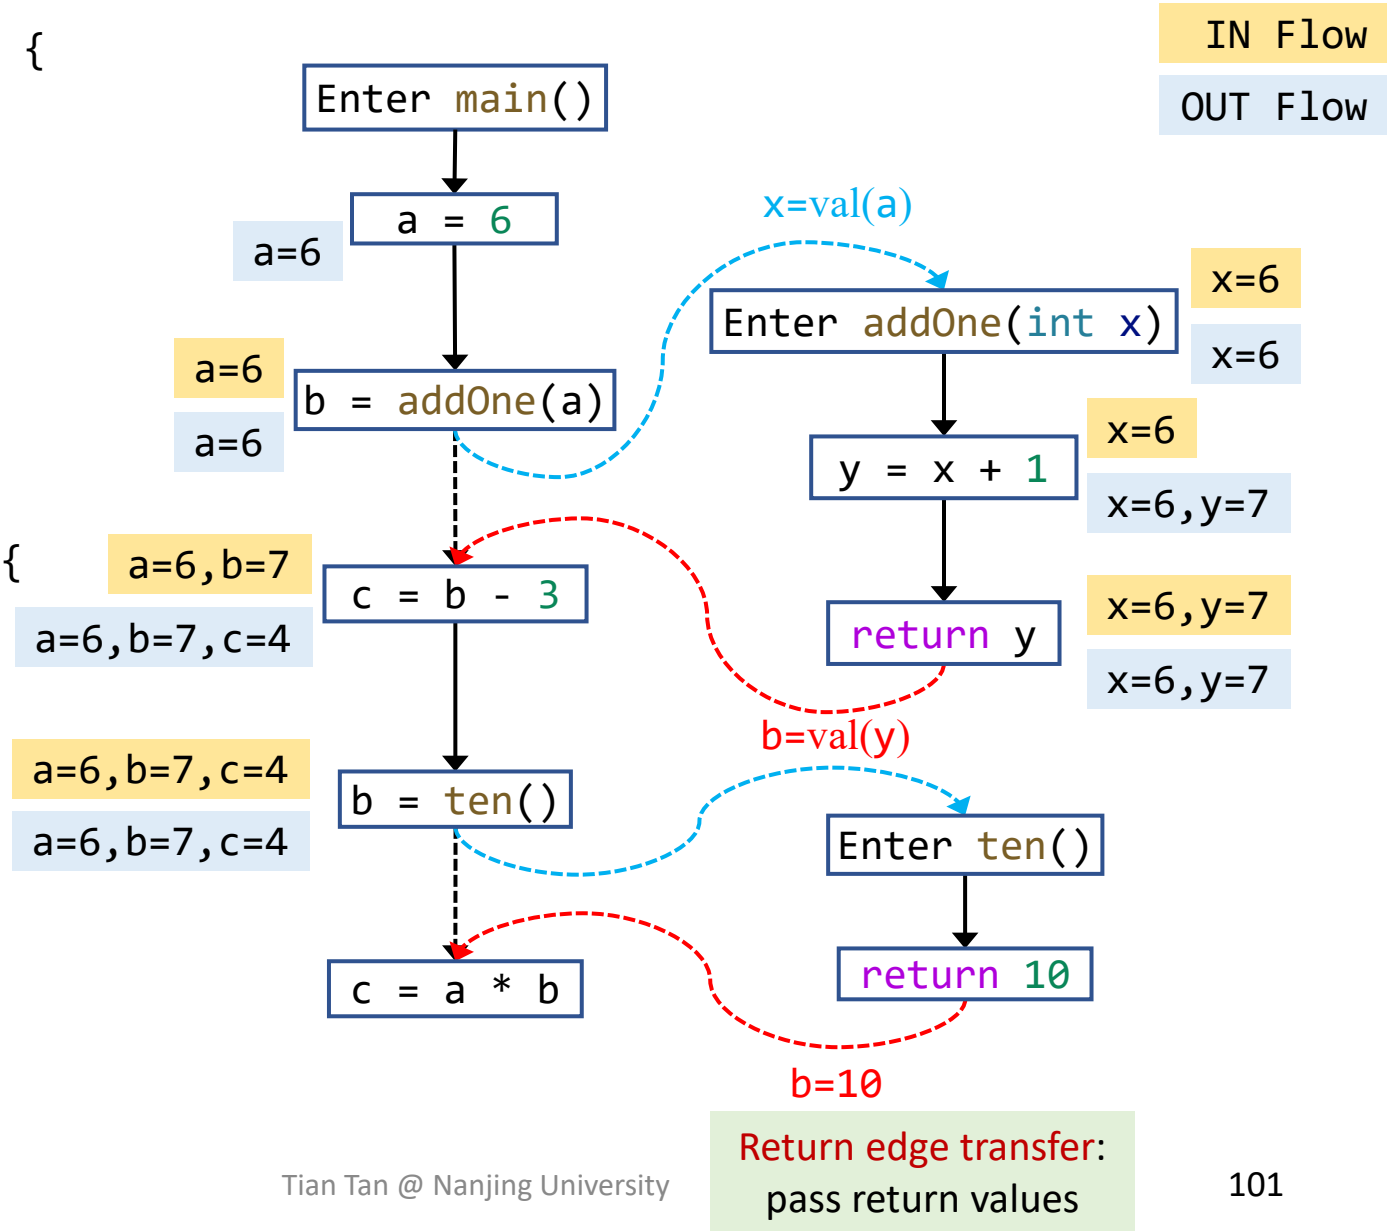 IN Flow
OUT Flow
{
Enter main()
a = 6
a=6
x=val(a)
a=6
b = addOne(a)
a=6
Enter addOne(int x)
x=6
x=6
y = x + 1
x=6
x=6,y=7
{
a=6,b=7
c = b - 3
a=6,b=7,c=4
return y
x=6,y=7
x=6,y=7
b=val(y)
a=6,b=7,c=4
b = ten()
a=6,b=7,c=4
Enter ten()
c = a * b
return 10
b=10
Return edge transfer:
pass return values
Tian Tan @ Nanjing University
101